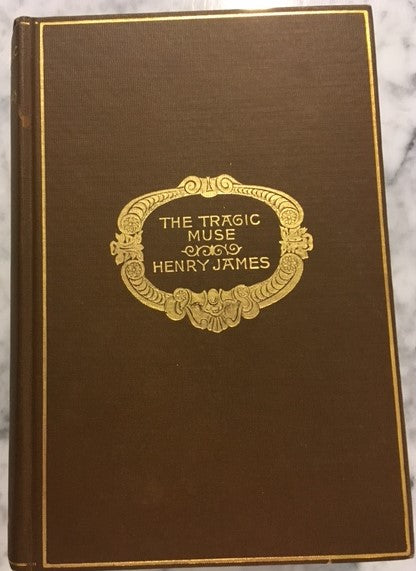 THE TRAGIC
MUSE
HENRY JAMES